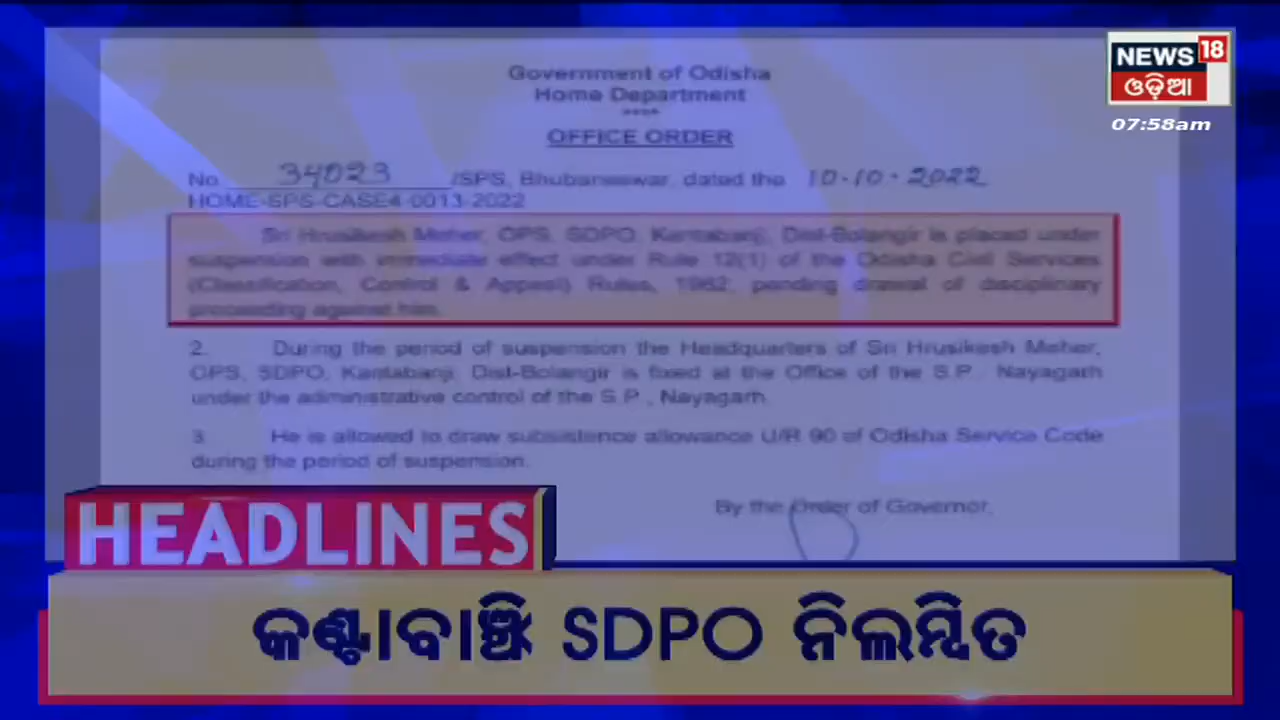 NEWS 18
ଓଡ଼ିଆ
07:58am
Government of Odisha
Home Department
****
OFFICE ORDER
No. 34023 /SPS, Bhubaneswar, dated the 10-10-2022
HOME-SPS-CASE4-0013-2022
Sri Hrusikesh Meher, OPS, SDPO, Kantabanji, Dist-Bolangir is placed under
suspension with immediate effect under Rule 12(1) of the Odisha Civil Services
(Classification, Control & Appeal) Rules, 1962, pending drawal of disciplinary
proceeding against him.
2. During the period of suspension the Headquarters of Sri Hrusikesh Meher,
OPS, SDPO, Kantabanji, Dist-Bolangir is fixed at the Office of the S.P., Nayagarh
under the administrative control of the S.P., Nayagarh.
3. He is allowed to draw subsistence allowance U/R 90 of Odisha Service Code
during the period of suspension.
By the Order of Governor,
HEADLINES
କଣ୍ଟାବାଞ୍ଜି SDPO ନିଲମ୍ବିତ